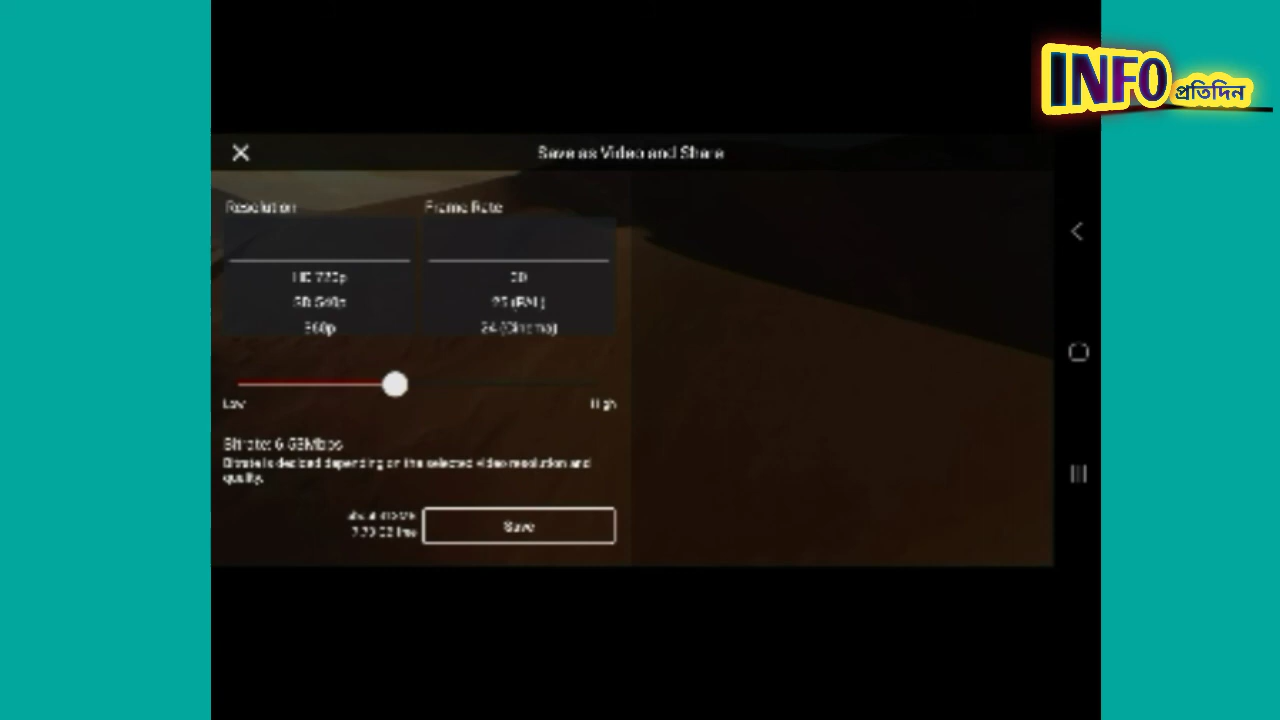 INFO প্রতিদিন
Save as Video and Share
Resolution
Frame Rate
HD 720p
30
SD 540p
25 (PAL)
360p
24 (Cinema)
Low
High
Bitrate: 6.53Mbps
Bitrate is decided depending on the selected video resolution and
quality.
Save